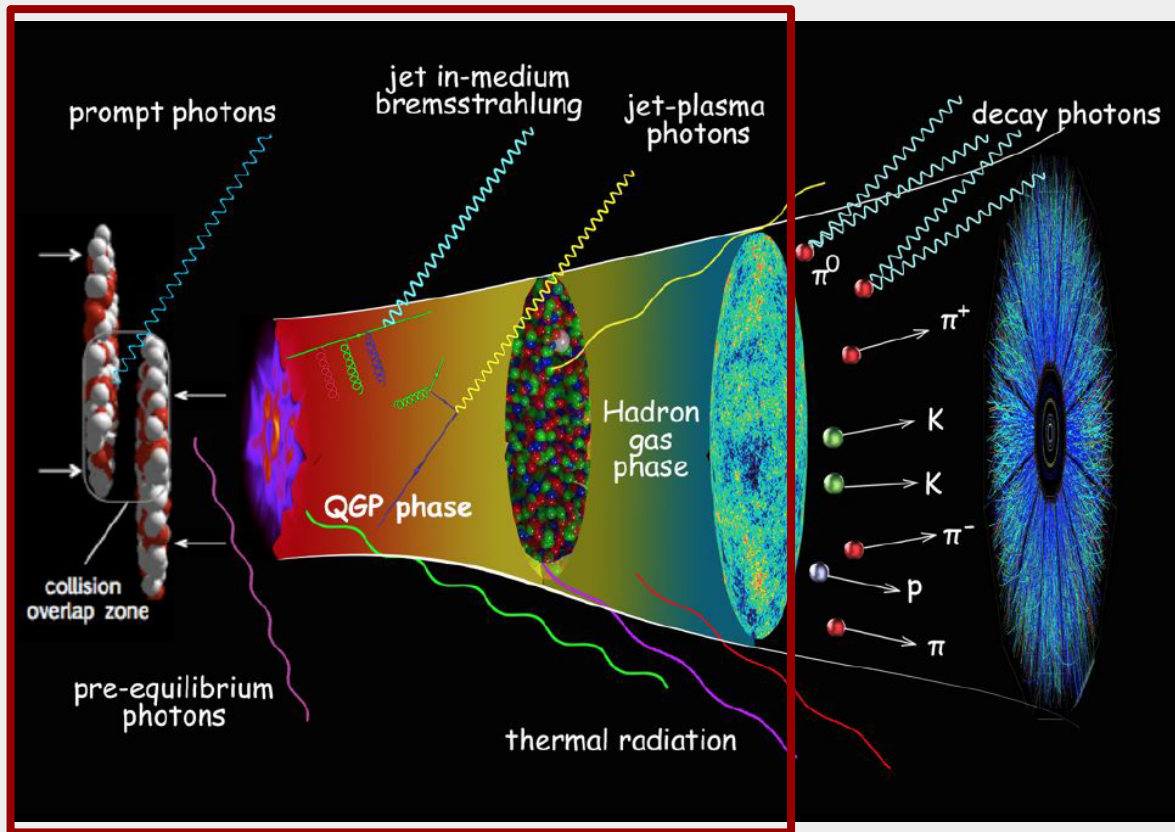 prompt photons
jet in-medium
bremsstrahlung
jet-plasma
photons
decay photons
π⁰
π⁺
K
K
π⁻
p
π
Hadron
gas
phase
QGP phase
collision
overlap zone
pre-equilibrium
photons
thermal radiation